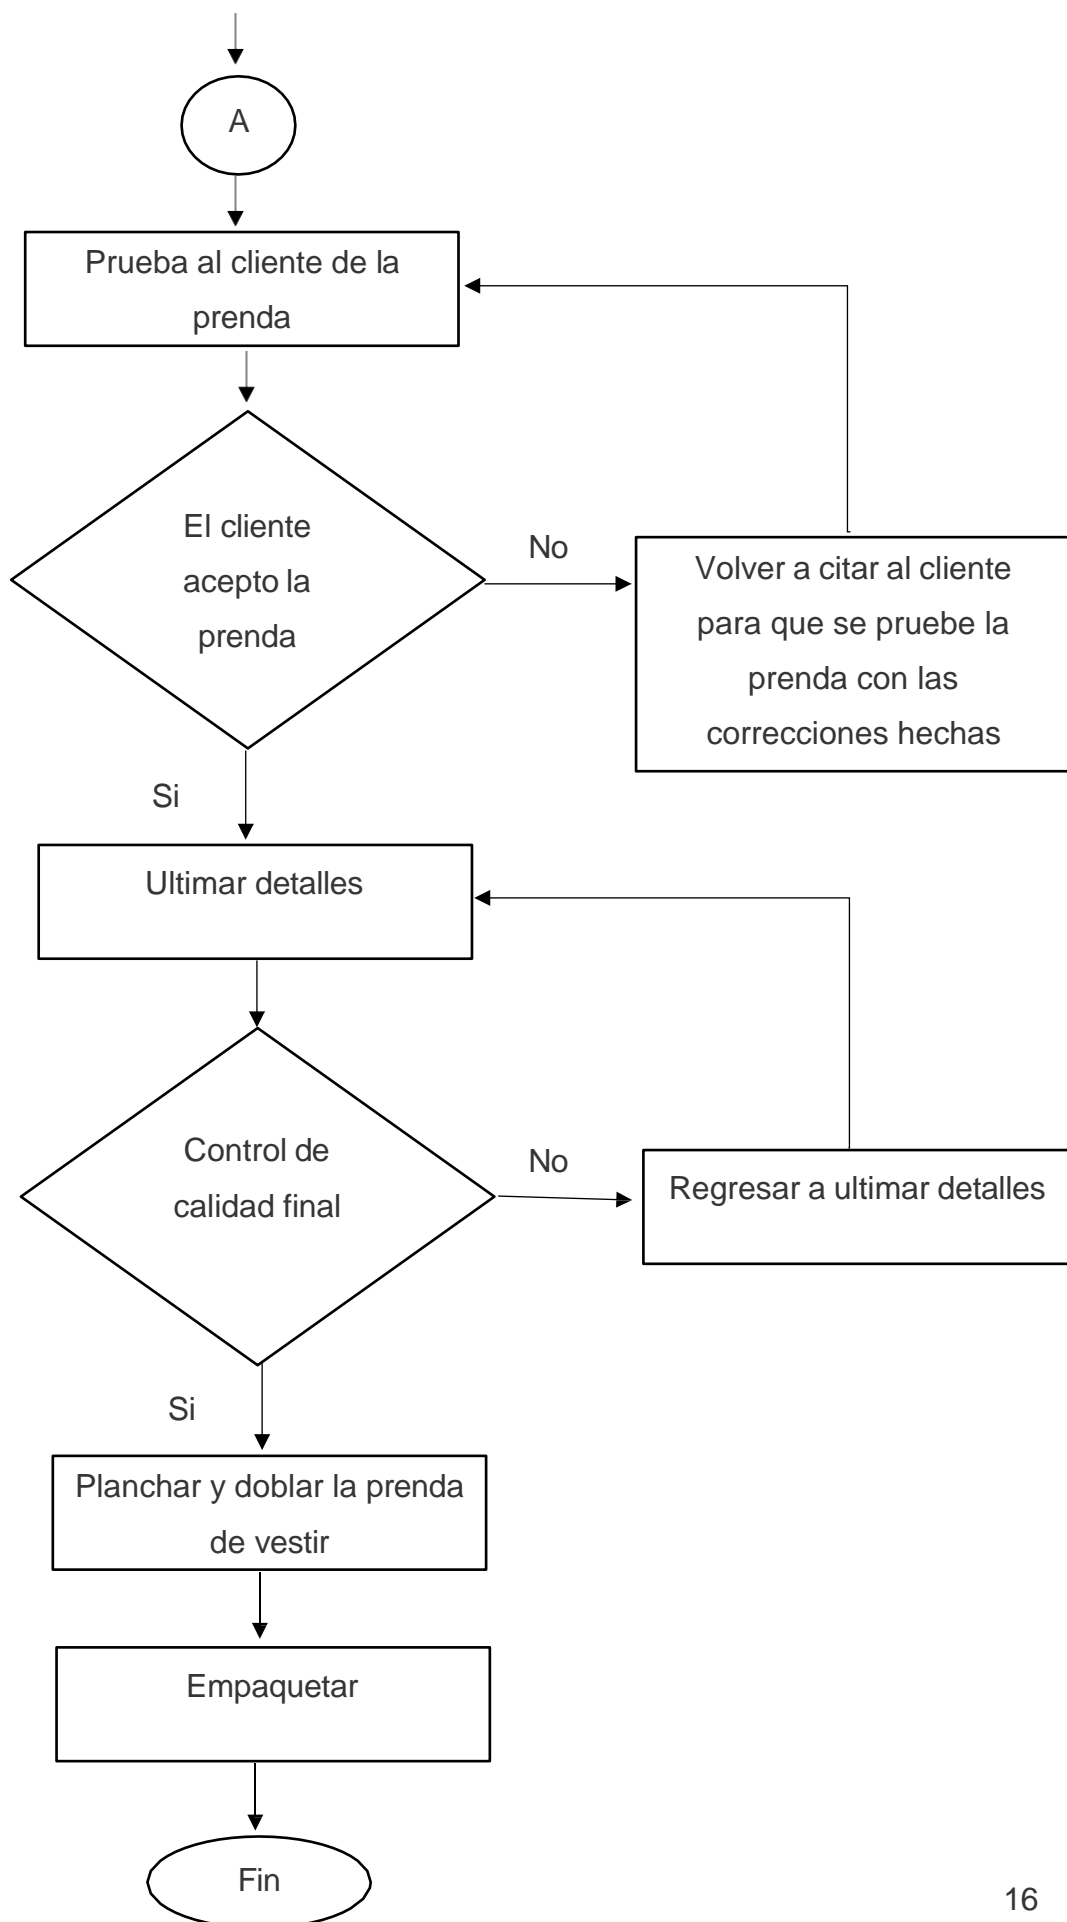 A
Prueba al cliente de la
prenda
El cliente
acepto la
prenda
No
Volver a citar al cliente
para que se pruebe la
prenda con las
correcciones hechas
Si
Ultimar detalles
Control de
calidad final
No
Regresar a ultimar detalles
Si
Planchar y doblar la prenda
de vestir
Empaquetar
Fin
16